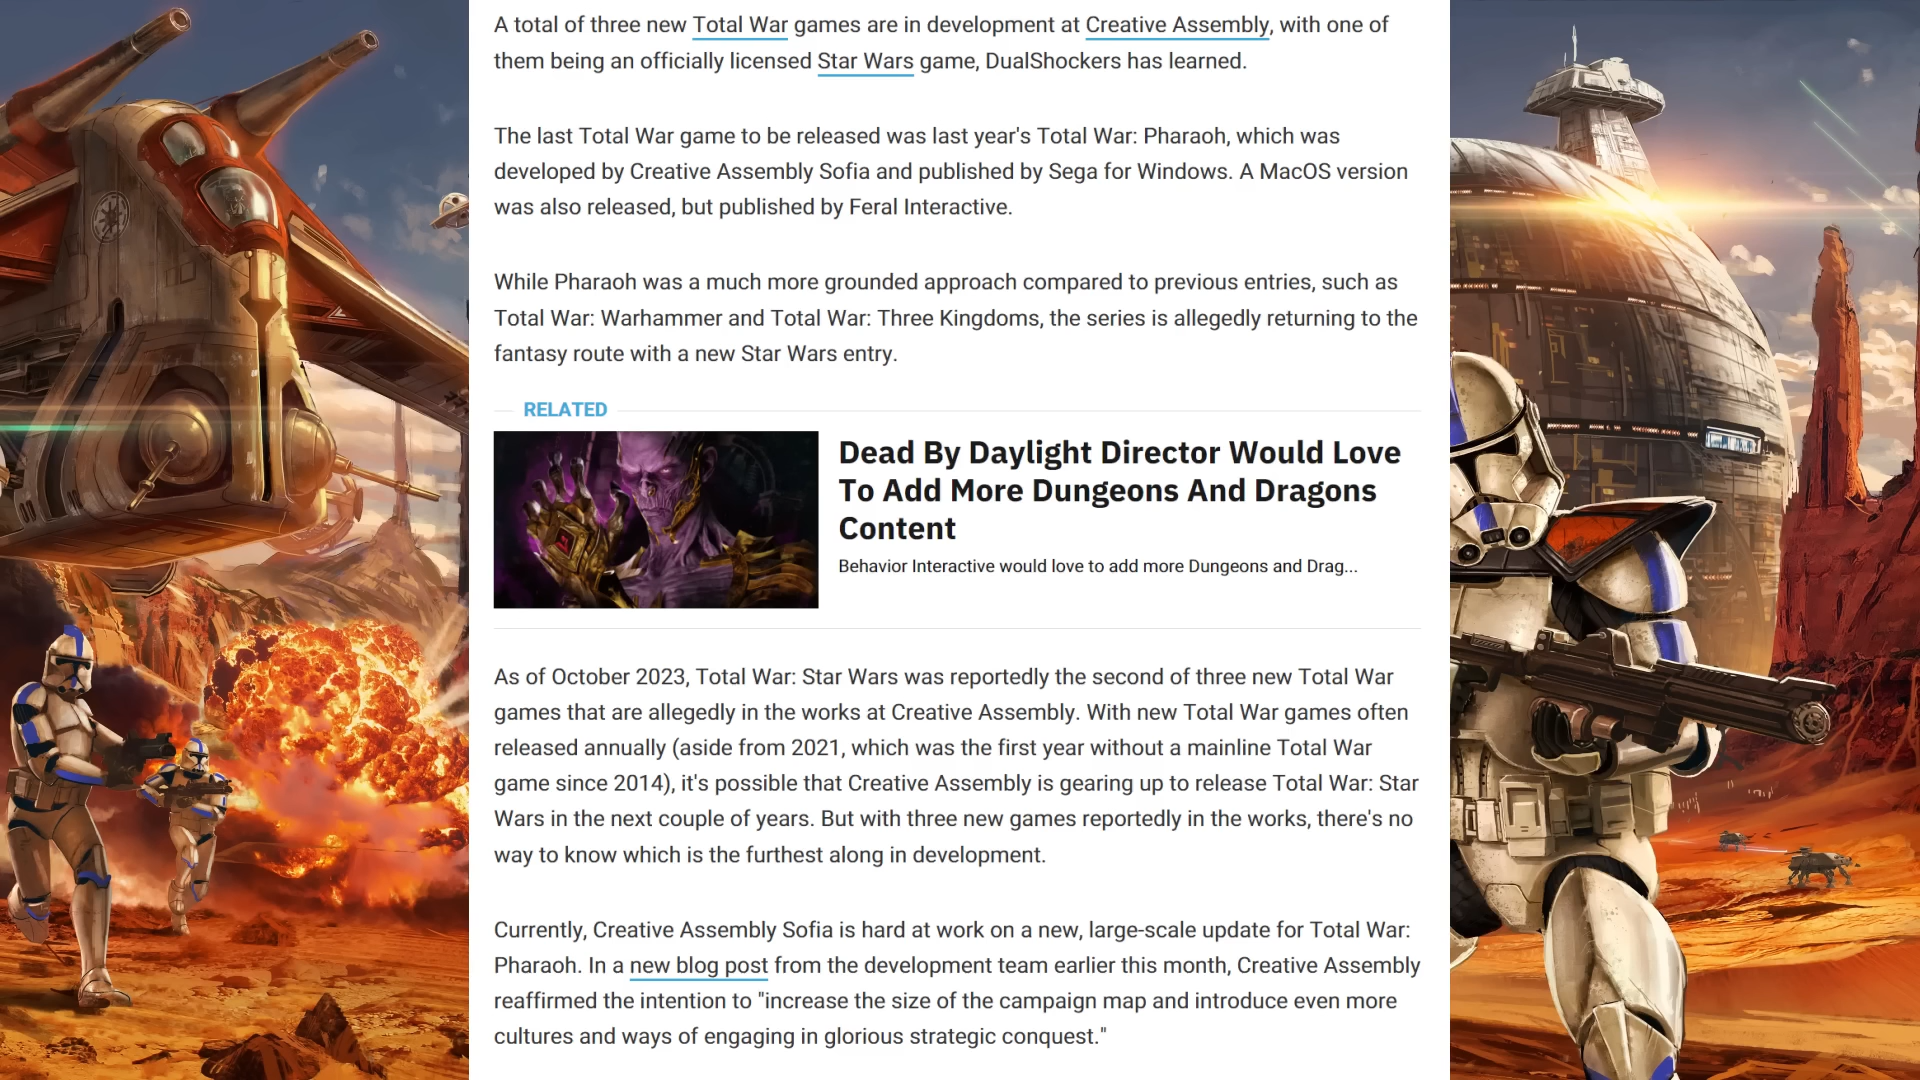 A total of three new Total War games are in development at Creative Assembly, with one of
them being an officially licensed Star Wars game, DualShockers has learned.
The last Total War game to be released was last year's Total War: Pharaoh, which was
developed by Creative Assembly Sofia and published by Sega for Windows. A MacOS version
was also released, but published by Feral Interactive.
While Pharaoh was a much more grounded approach compared to previous entries, such as
Total War: Warhammer and Total War: Three Kingdoms, the series is allegedly returning to the
fantasy route with a new Star Wars entry.
RELATED
Dead By Daylight Director Would Love
To Add More Dungeons And Dragons
Content
Behavior Interactive would love to add more Dungeons and Drag...
As of October 2023, Total War: Star Wars was reportedly the second of three new Total War
games that are allegedly in the works at Creative Assembly. With new Total War games often
released annually (aside from 2021, which was the first year without a mainline Total War
game since 2014), it's possible that Creative Assembly is gearing up to release Total War: Star
Wars in the next couple of years. But with three new games reportedly in the works, there's no
way to know which is the furthest along in development.
Currently, Creative Assembly Sofia is hard at work on a new, large-scale update for Total War:
Pharaoh. In a new blog post from the development team earlier this month, Creative Assembly
reaffirmed the intention to "increase the size of the campaign map and introduce even more
cultures and ways of engaging in glorious strategic conquest."